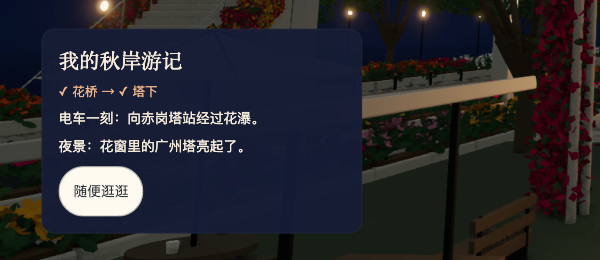 我的秋岸游记
✓ 花桥 → ✓ 塔下
电车一刻：向赤岗塔站经过花瀑。
夜景：花窗里的广州塔亮起了。
随便逛逛